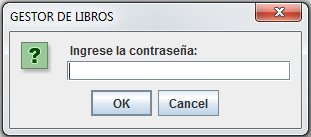 GESTOR DE LIBROS
Ingrese la contraseña:
OK Cancel